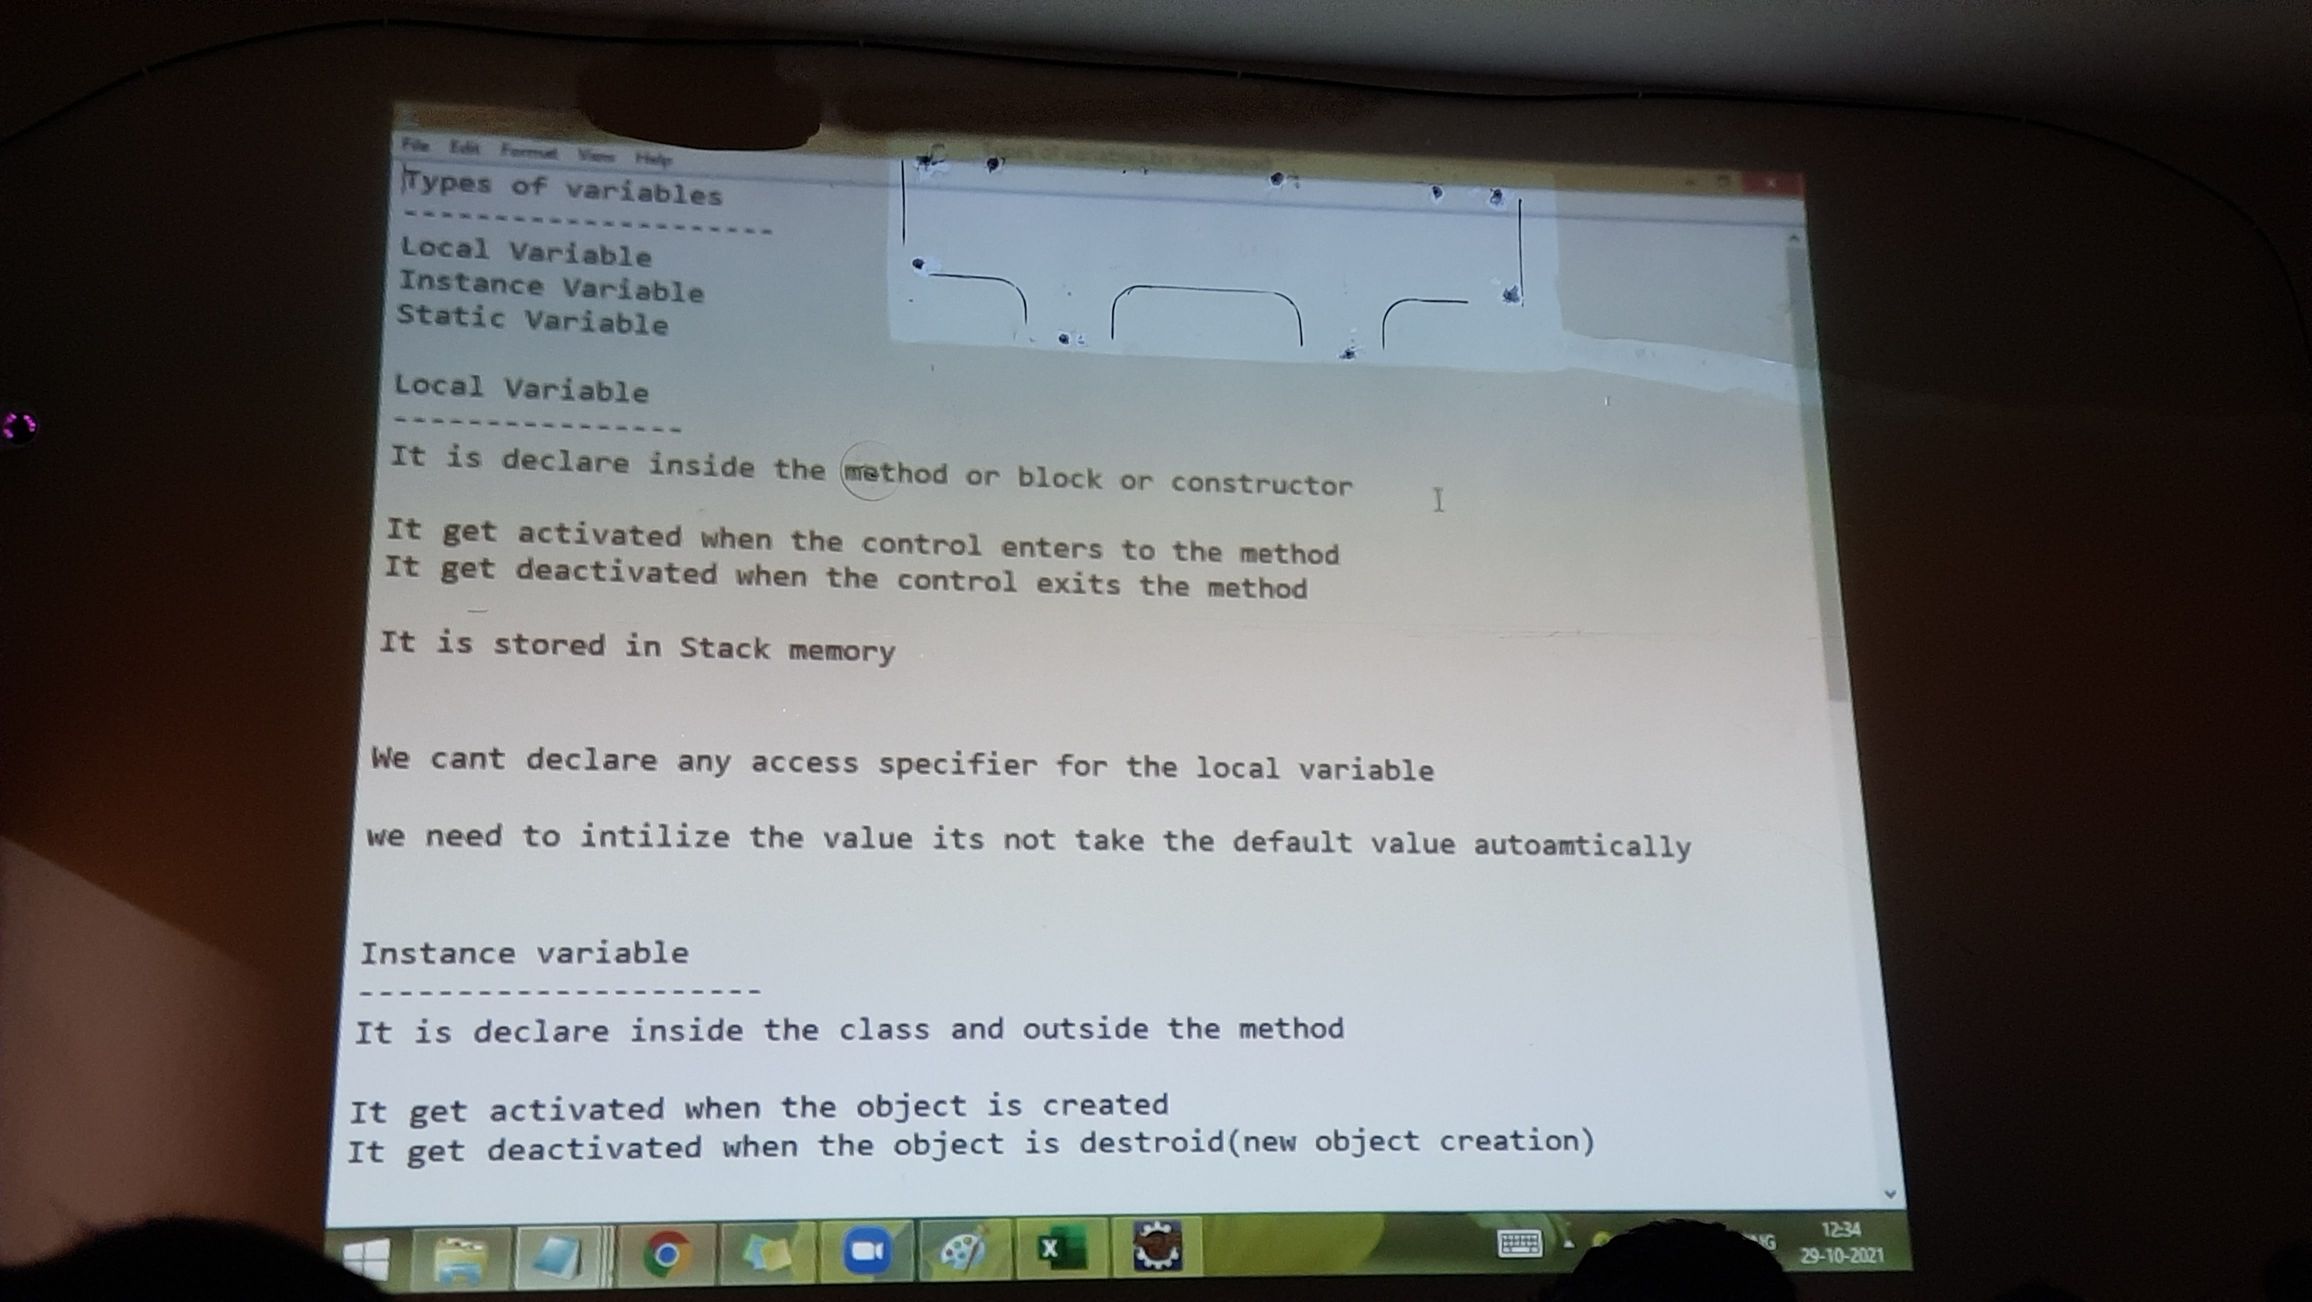 File Edit Format View Help
Types of variables
--------------------
Local Variable
Instance Variable
Static Variable
Local Variable
----------------
It is declare inside the method or block or constructor
It get activated when the control enters to the method
It get deactivated when the control exits the method
It is stored in Stack memory
We cant declare any access specifier for the local variable
we need to intilize the value its not take the default value autoamtically
Instance variable
----------------------
It is declare inside the class and outside the method
It get activated when the object is created
It get deactivated when the object is destroid(new object creation)
12:34
29-10-2021